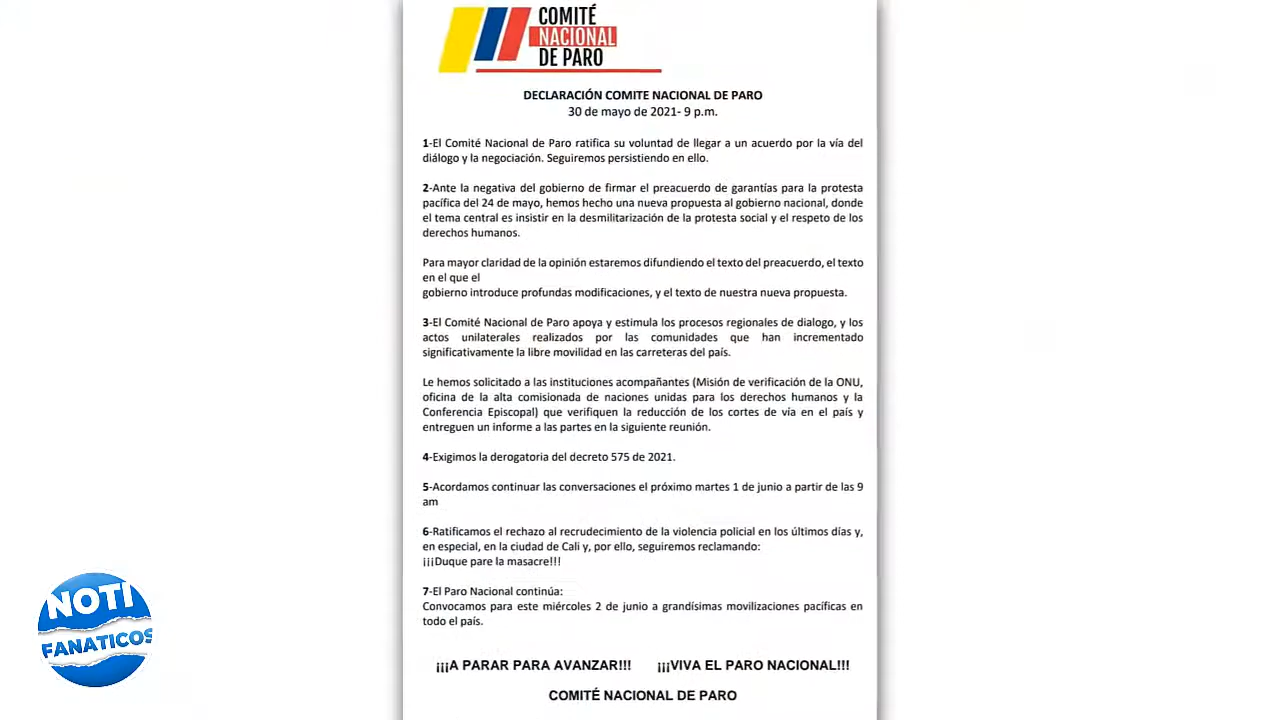 COMITÉ
NACIONAL
DE PARO
DECLARACIÓN COMITE NACIONAL DE PARO
30 de mayo de 2021- 9 p.m.
1-El Comité Nacional de Paro ratifica su voluntad de llegar a un acuerdo por la vía del
diálogo y la negociación. Seguiremos persistiendo en ello.
2-Ante la negativa del gobierno de firmar el preacuerdo de garantías para la protesta
pacífica del 24 de mayo, hemos hecho una nueva propuesta al gobierno nacional, donde
el tema central es insistir en la desmilitarización de la protesta social y el respeto de los
derechos humanos.
Para mayor claridad de la opinión estaremos difundiendo el texto del preacuerdo, el texto
en el que el
gobierno introduce profundas modificaciones, y el texto de nuestra nueva propuesta.
3-El Comité Nacional de Paro apoya y estimula los procesos regionales de dialogo, y los
actos unilaterales realizados por las comunidades que han incrementado
significativamente la libre movilidad en las carreteras del país.
Le hemos solicitado a las instituciones acompañantes (Misión de verificación de la ONU,
oficina de la alta comisionada de naciones unidas para los derechos humanos y la
Conferencia Episcopal) que verifiquen la reducción de los cortes de vía en el país y
entreguen un informe a las partes en la siguiente reunión.
4-Exigimos la derogatoria del decreto 575 de 2021.
5-Acordamos continuar las conversaciones el próximo martes 1 de junio a partir de las 9
am
6-Ratificamos el rechazo al recrudecimiento de la violencia policial en los últimos días y,
en especial, en la ciudad de Cali y, por ello, seguiremos reclamando:
¡¡¡Duque pare la masacre!!!
7-El Paro Nacional continúa:
Convocamos para este miércoles 2 de junio a grandísimas movilizaciones pacíficas en
todo el país.
¡¡¡A PARAR PARA AVANZAR!!! ¡¡¡VIVA EL PARO NACIONAL!!!
COMITÉ NACIONAL DE PARO
NOTI
FANATICOS